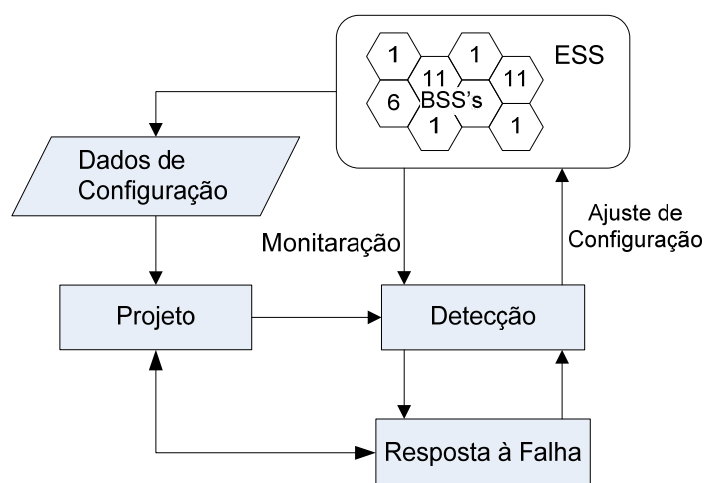 1
1
ESS
11
11
6
BSS's
1
1
Dados de
Configuração
Monitaração
Ajuste de
Configuração
Projeto
Detecção
Resposta à Falha